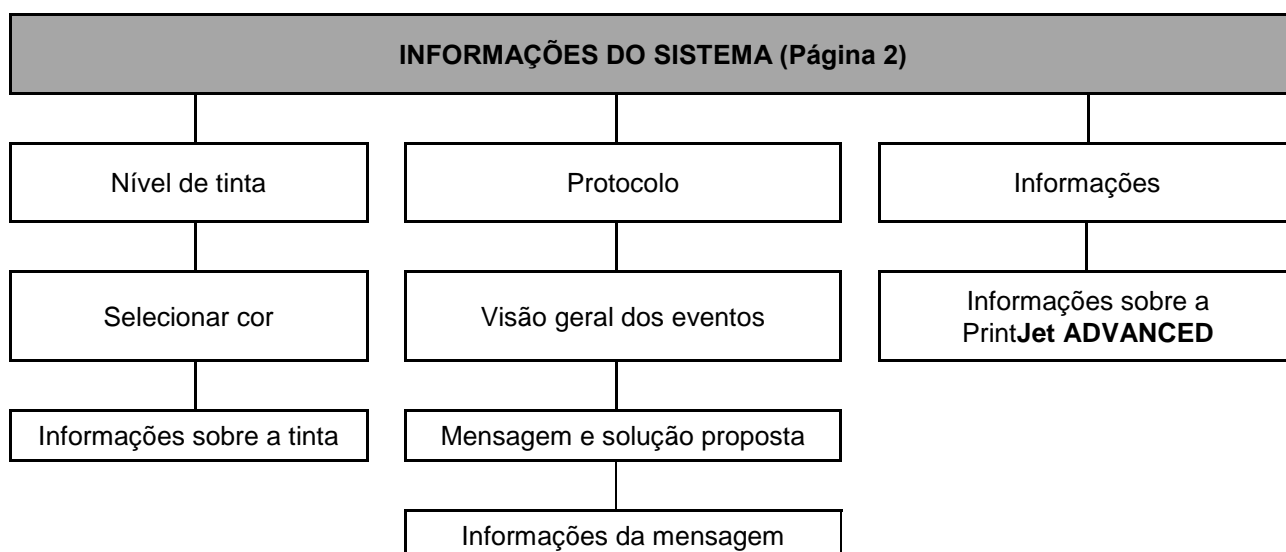 INFORMAÇÕES DO SISTEMA (Página 2)
Nível de tinta
Protocolo
Informações
Selecionar cor
Visão geral dos eventos
Informações sobre a
PrintJet ADVANCED
Informações sobre a tinta
Mensagem e solução proposta
Informações da mensagem